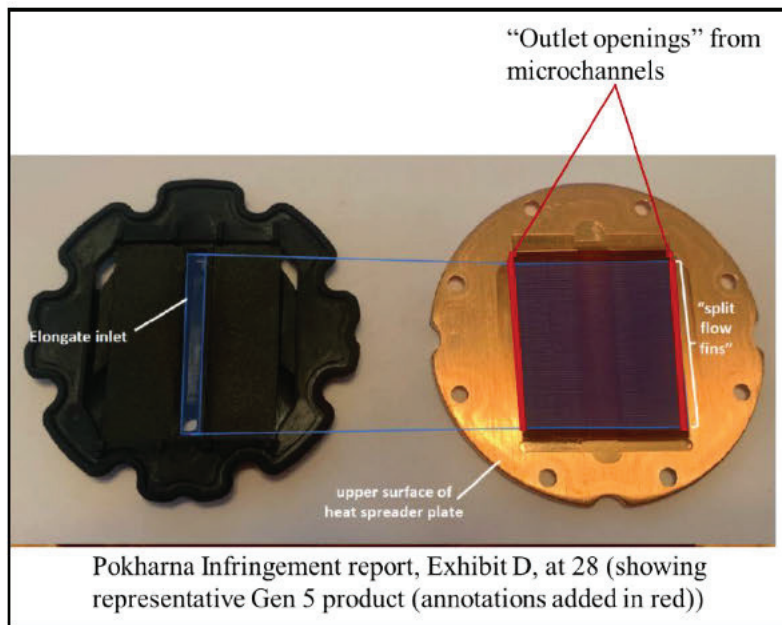 “Outlet openings” from
microchannels
Elongate inlet
“split
flow
fins”
upper surface of
heat spreader plate
Pokharna Infringement report, Exhibit D, at 28 (showing
representative Gen 5 product (annotations added in red))